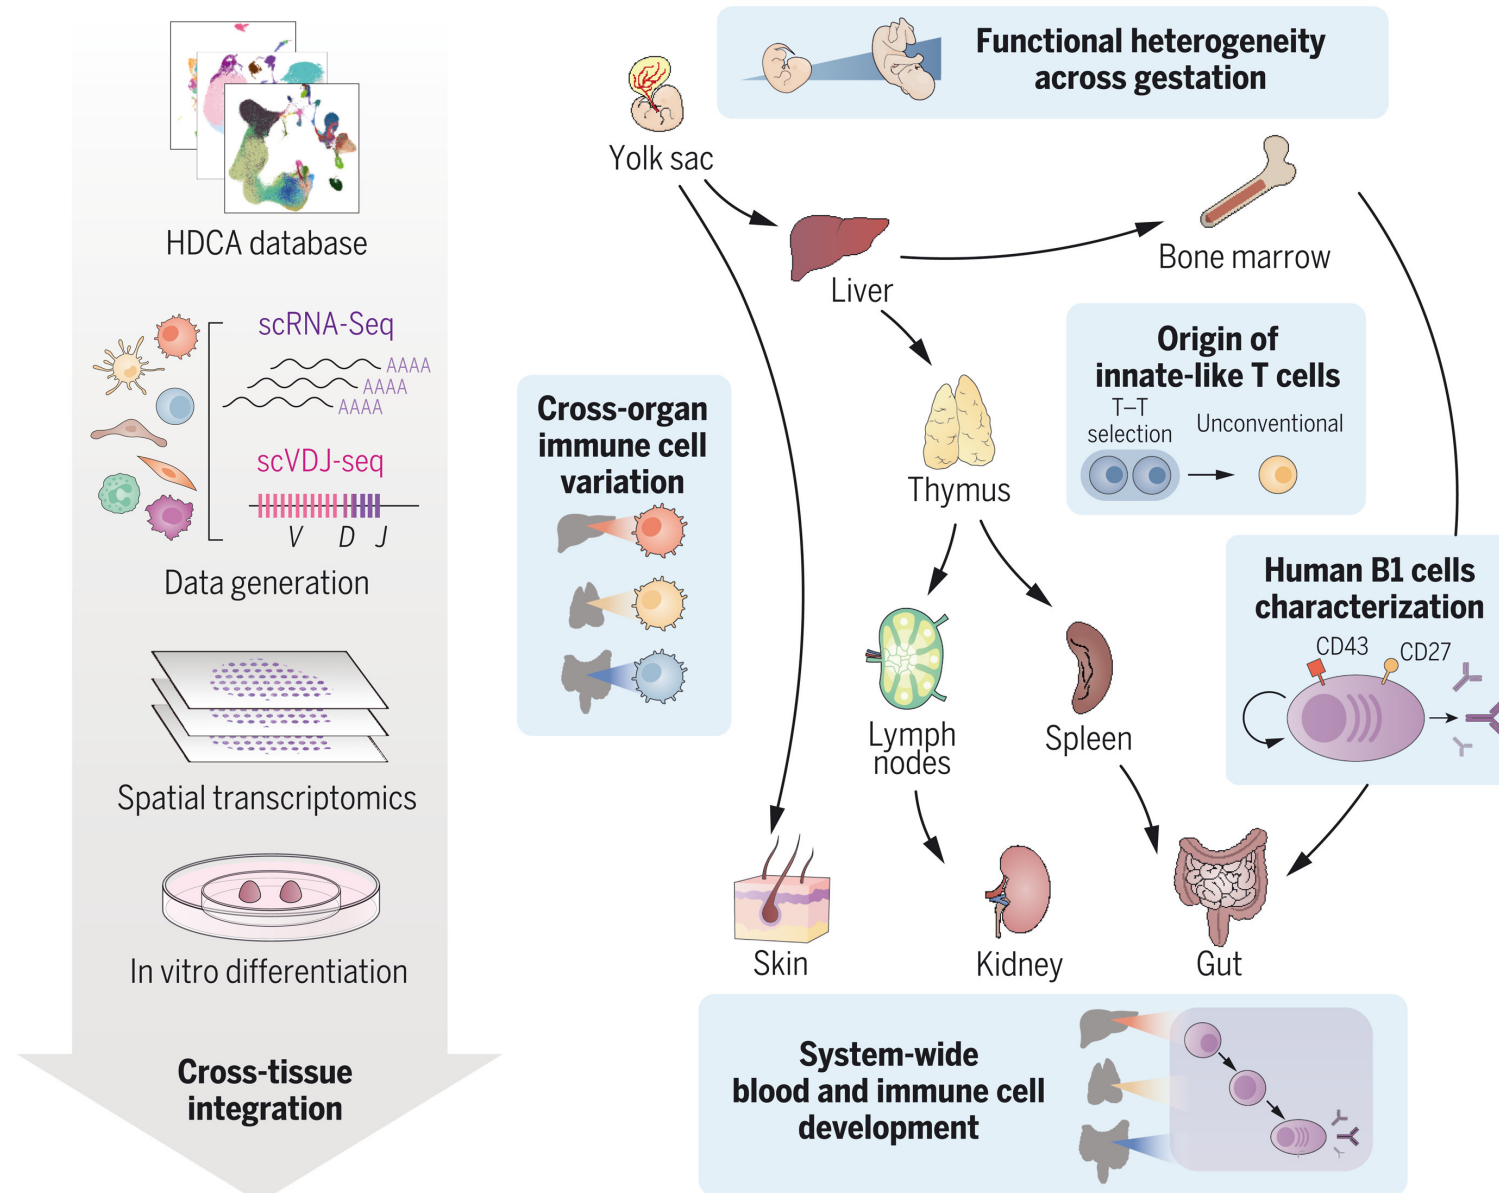 HDCA database
scRNA-Seq
AAAA
AAAA
AAAA
scVDJ-seq
V D J
Data generation
Spatial transcriptomics
In vitro differentiation
Cross-tissue
integration
Functional heterogeneity
across gestation
Yolk sac
Liver
Bone marrow
Origin of
innate-like T cells
T–T
selection
Unconventional
Cross-organ
immune cell
variation
Thymus
Human B1 cells
characterization
CD43
CD27
Lymph
nodes
Spleen
Skin
Kidney
Gut
System-wide
blood and immune cell
development